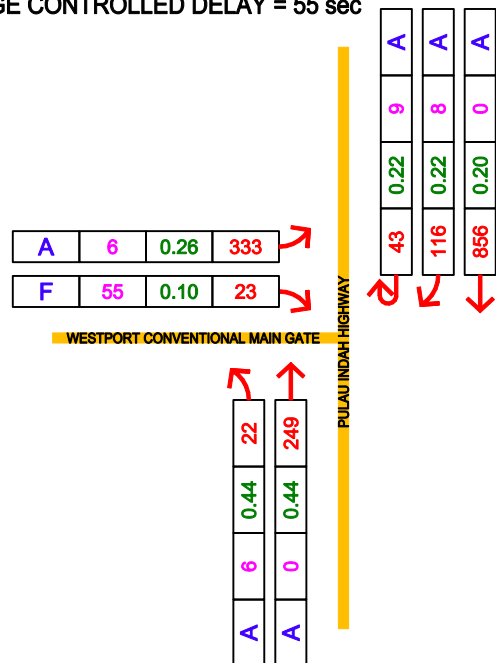 GE CONTROLLED DELAY = 55 sec
A A A
9 8 0
0.22 0.22 0.20
43 116 856
A 6 0.26 333
F 55 0.10 23
WESTPORT CONVENTIONAL MAIN GATE
PULAU INDAH HIGHWAY
22 249
0.44 0.44
6 0
A A